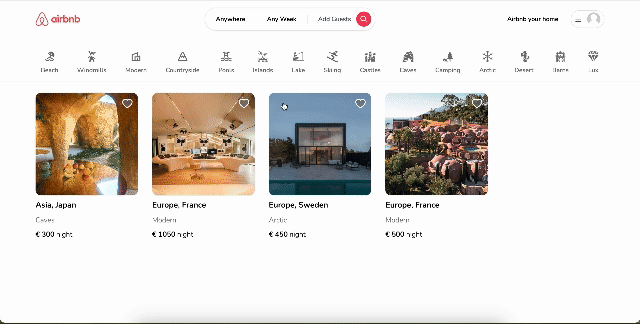 airbnb
Anywhere Any Week Add Guests
Airbnb your home
Beach Windmills Modern Countryside Pools Islands Lake Skiing Castles Caves Camping Arctic Desert Barns Lux
Asia, Japan Europe, France Europe, Sweden Europe, France
Caves Modern Arctic Modern
€ 300 night € 1050 night € 450 night € 500 night